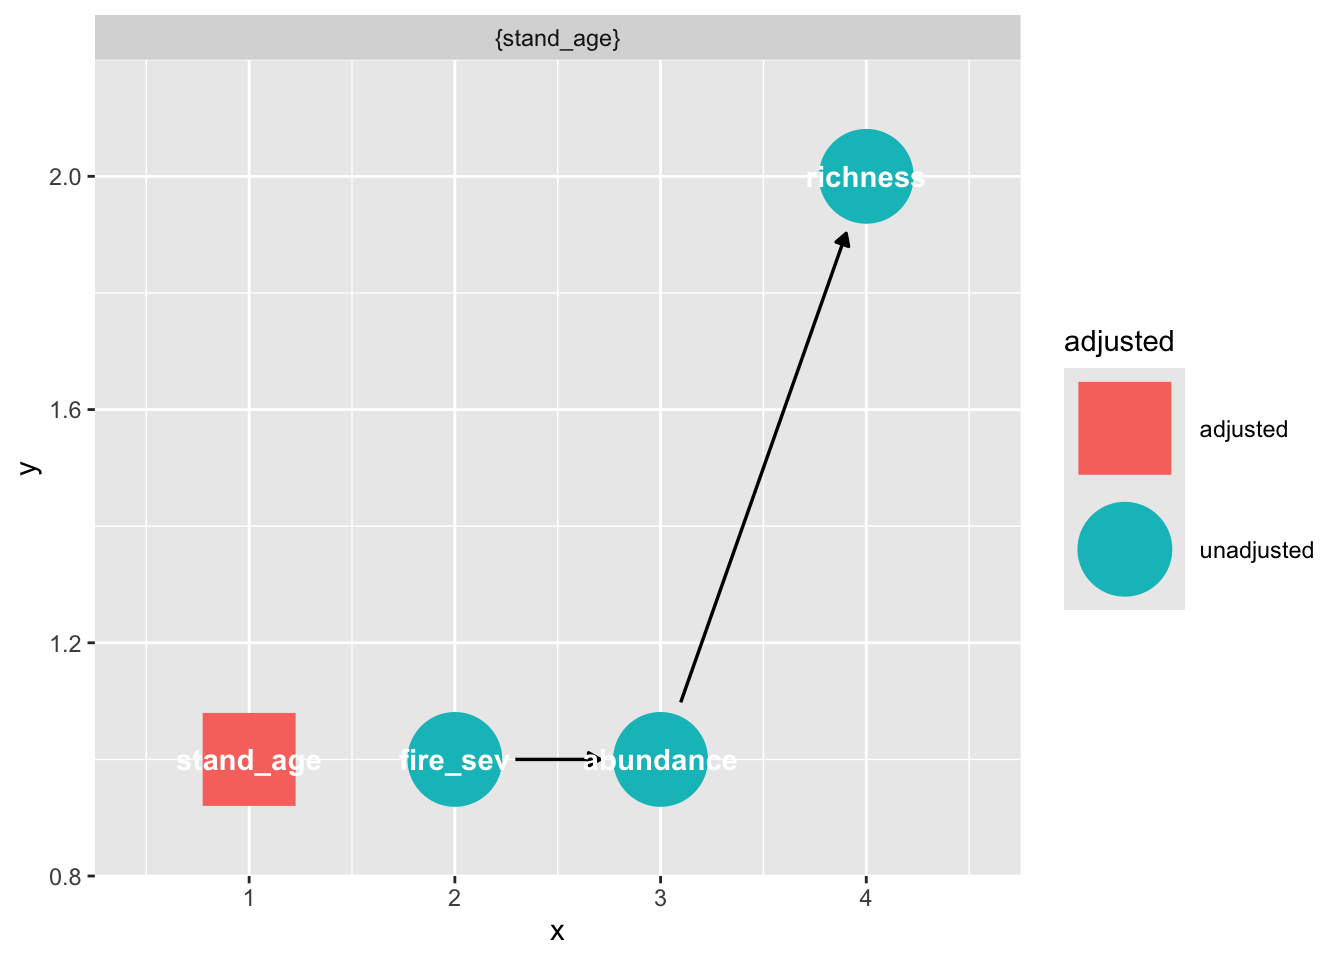 {stand_age}
richness
stand_age
fire_sev
abundance
2.0
1.6
1.2
0.8
y
1
2
3
4
x
adjusted
adjusted
unadjusted